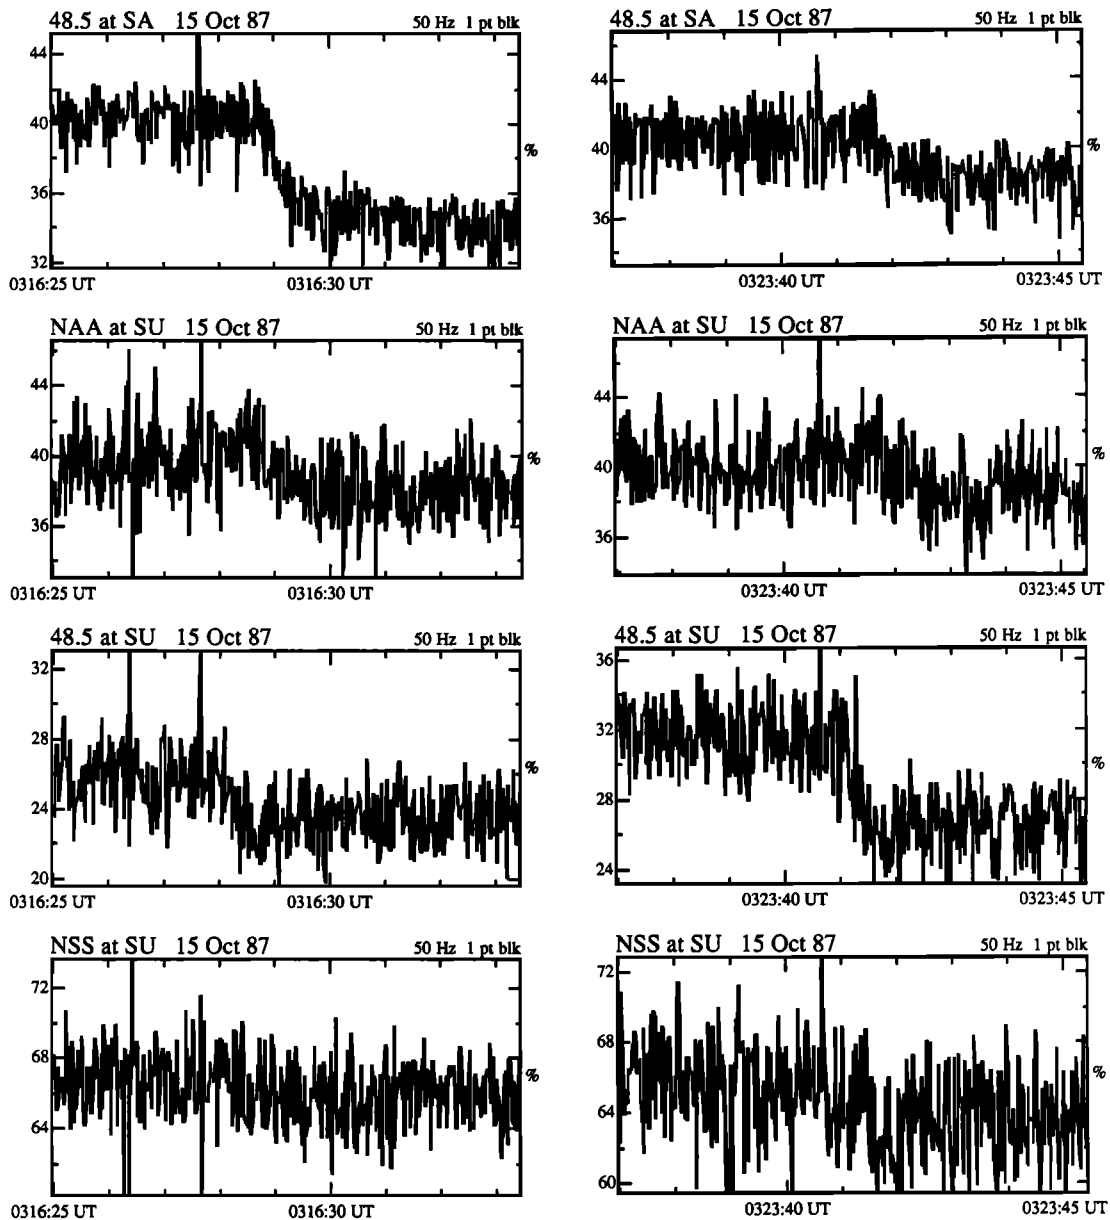 48.5 at SA 15 Oct 87 50 Hz 1 pt blk
44
40
36
32
%
0316:25 UT 0316:30 UT
48.5 at SA 15 Oct 87 50 Hz 1 pt blk
44
40
36
%
0323:40 UT 0323:45 UT
NAA at SU 15 Oct 87 50 Hz 1 pt blk
44
40
36
%
0316:25 UT 0316:30 UT
NAA at SU 15 Oct 87 50 Hz 1 pt blk
44
40
36
%
0323:40 UT 0323:45 UT
48.5 at SU 15 Oct 87 50 Hz 1 pt blk
32
28
24
20
%
0316:25 UT 0316:30 UT
48.5 at SU 15 Oct 87 50 Hz 1 pt blk
36
32
28
24
%
0323:40 UT 0323:45 UT
NSS at SU 15 Oct 87 50 Hz 1 pt blk
72
68
64
%
0316:25 UT 0316:30 UT
NSS at SU 15 Oct 87 50 Hz 1 pt blk
72
68
64
60
%
0323:40 UT 0323:45 UT